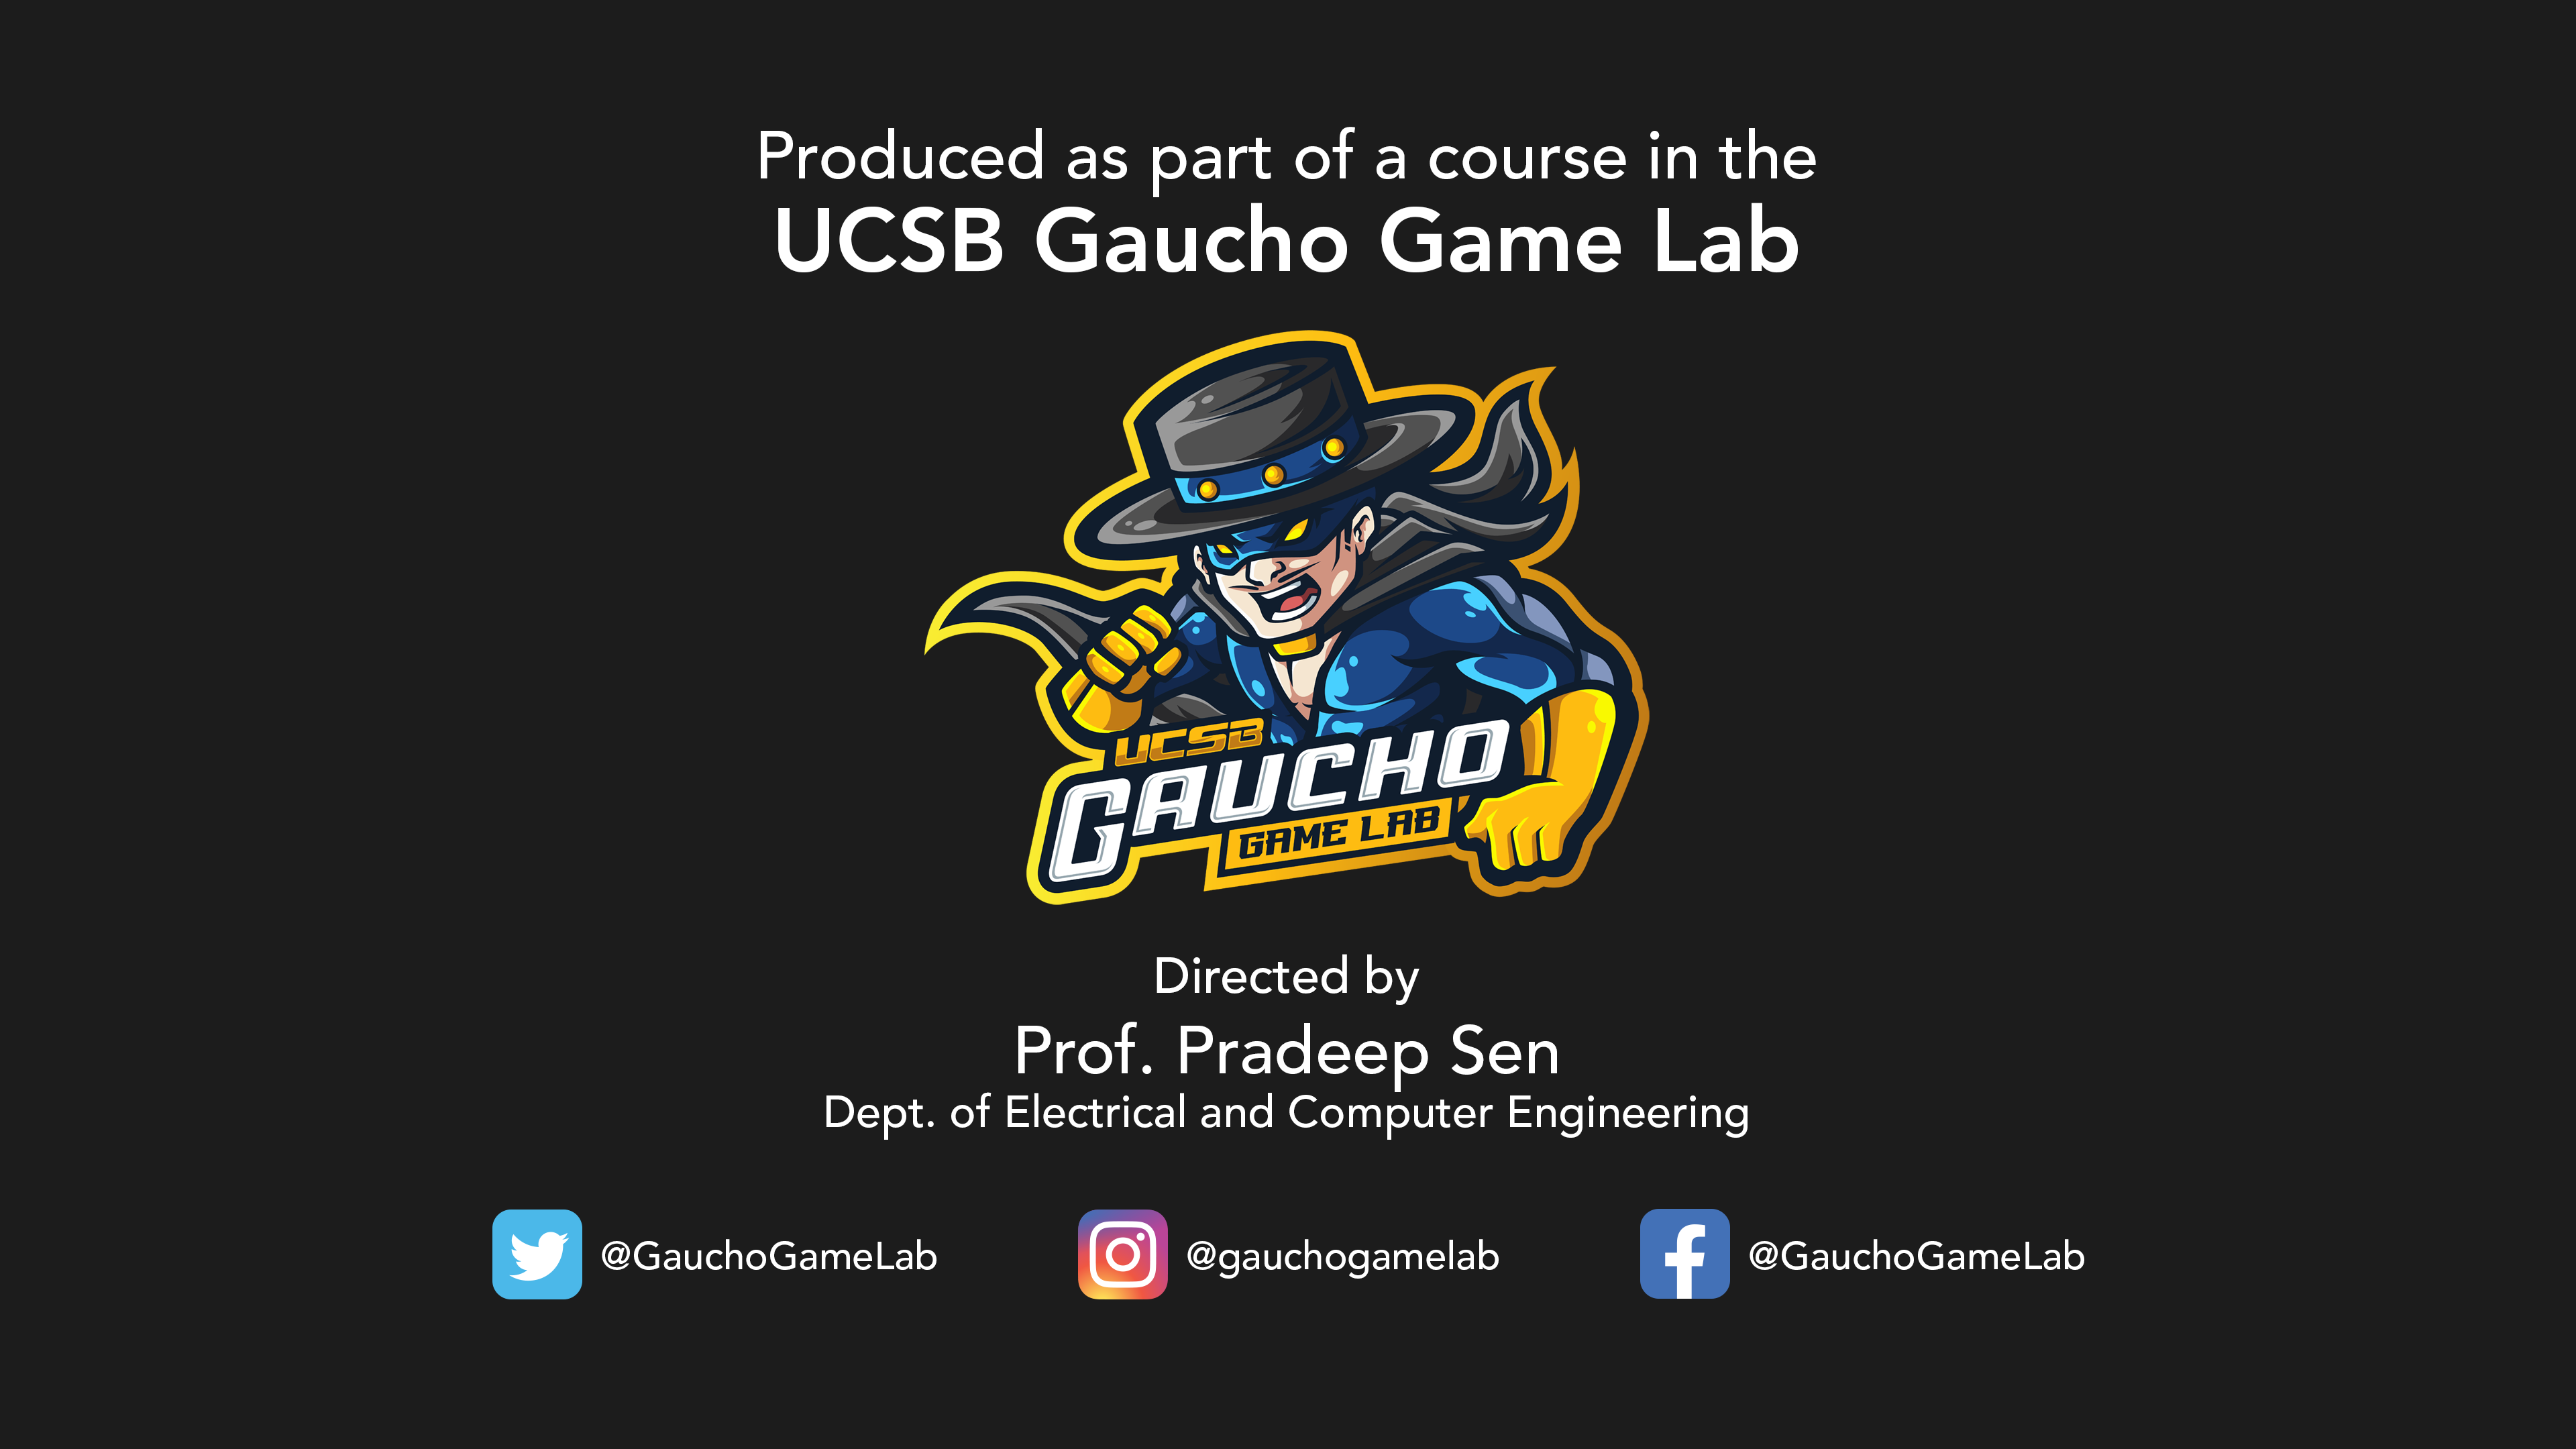 Produced as part of a course in the
UCSB Gaucho Game Lab
UCSB
GAUCHO
GAME LAB
Directed by
Prof. Pradeep Sen
Dept. of Electrical and Computer Engineering
@GauchoGameLab
@gauchogamelab
@GauchoGameLab